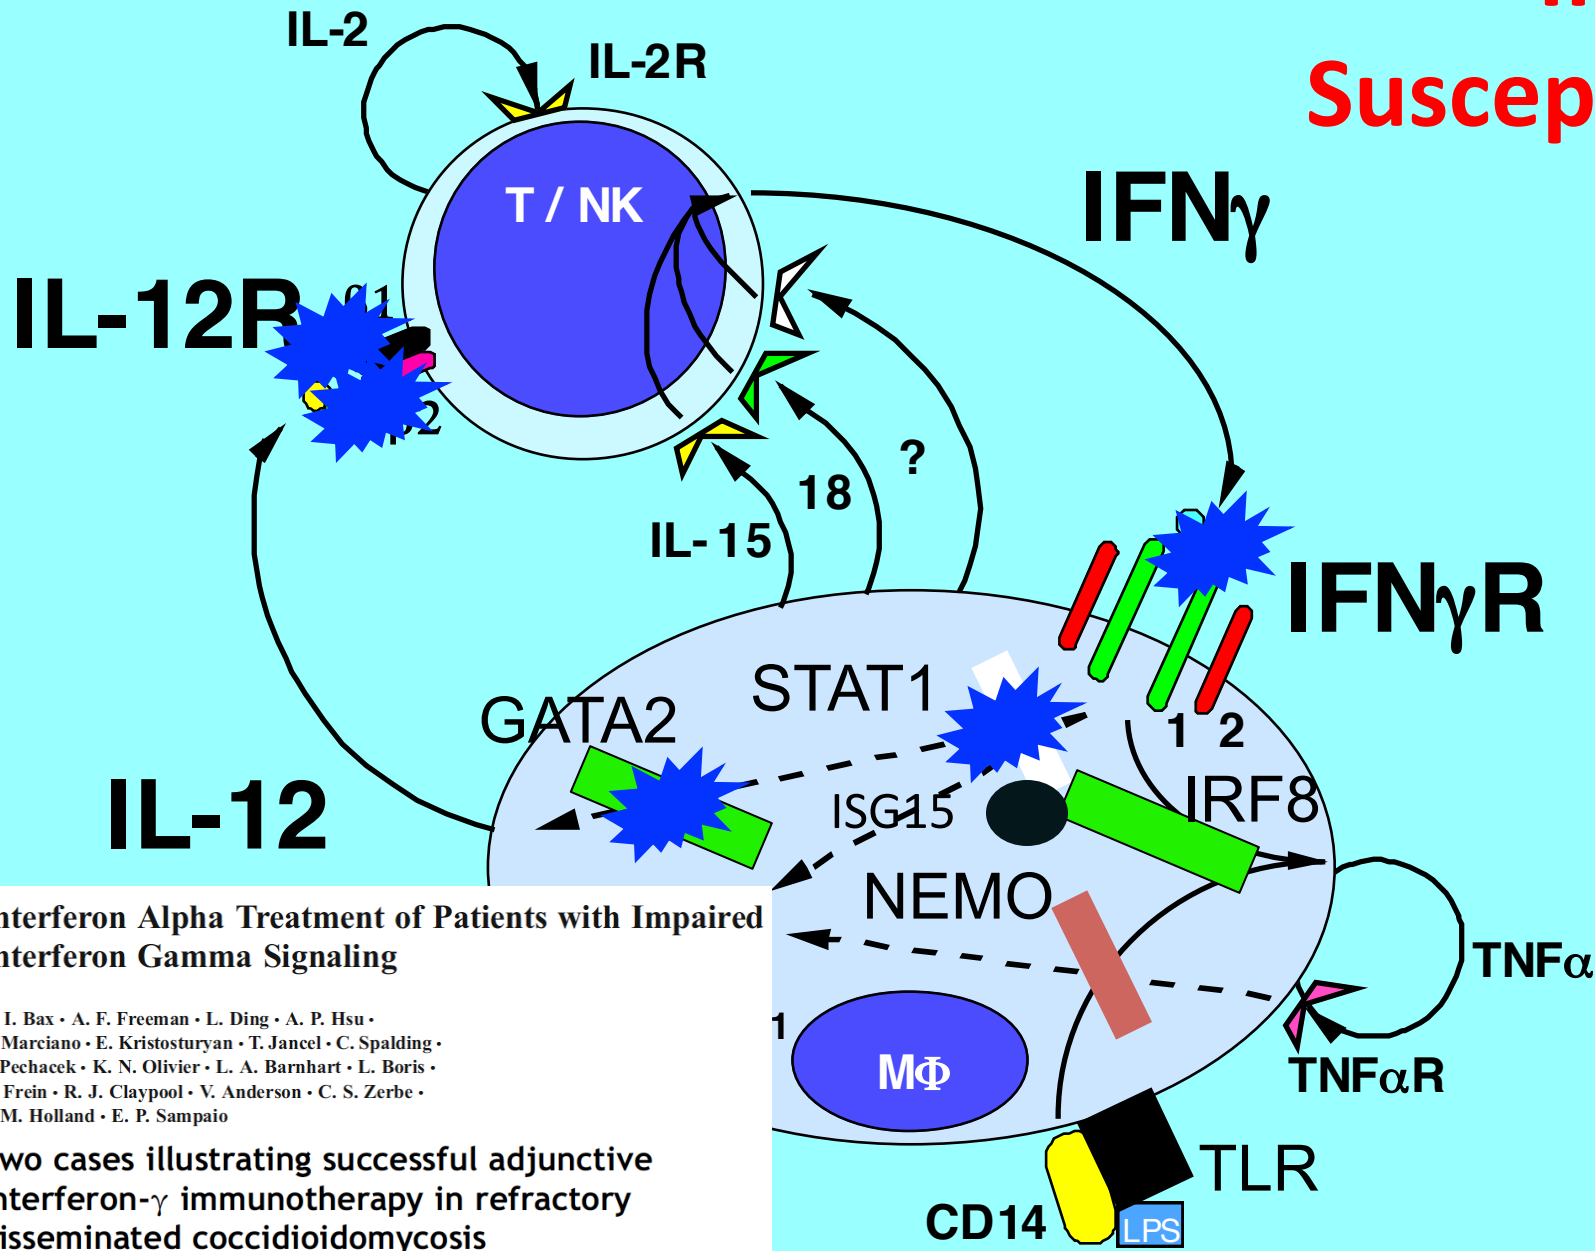 IL-2
IL-2R
Suscep
T / NK
IFNγ
IL-12R
β1
β2
?
18
IL-15
IFNγR
STAT1
GATA2
1 2
IRF8
IL-12
ISG15
NEMO
TNFα
TNFαR
1
MΦ
TLR
CD14
LPS
nterferon Alpha Treatment of Patients with Impaired
nterferon Gamma Signaling
I. Bax • A. F. Freeman • L. Ding • A. P. Hsu •
Marciano • E. Kristosturyan • T. Jancel • C. Spalding •
Pechacek • K. N. Olivier • L. A. Barnhart • L. Boris •
Frein • R. J. Claypool • V. Anderson • C. S. Zerbe •
M. Holland • E. P. Sampaio
wo cases illustrating successful adjunctive
nterferon-γ immunotherapy in refractory
isseminated coccidioidomycosis